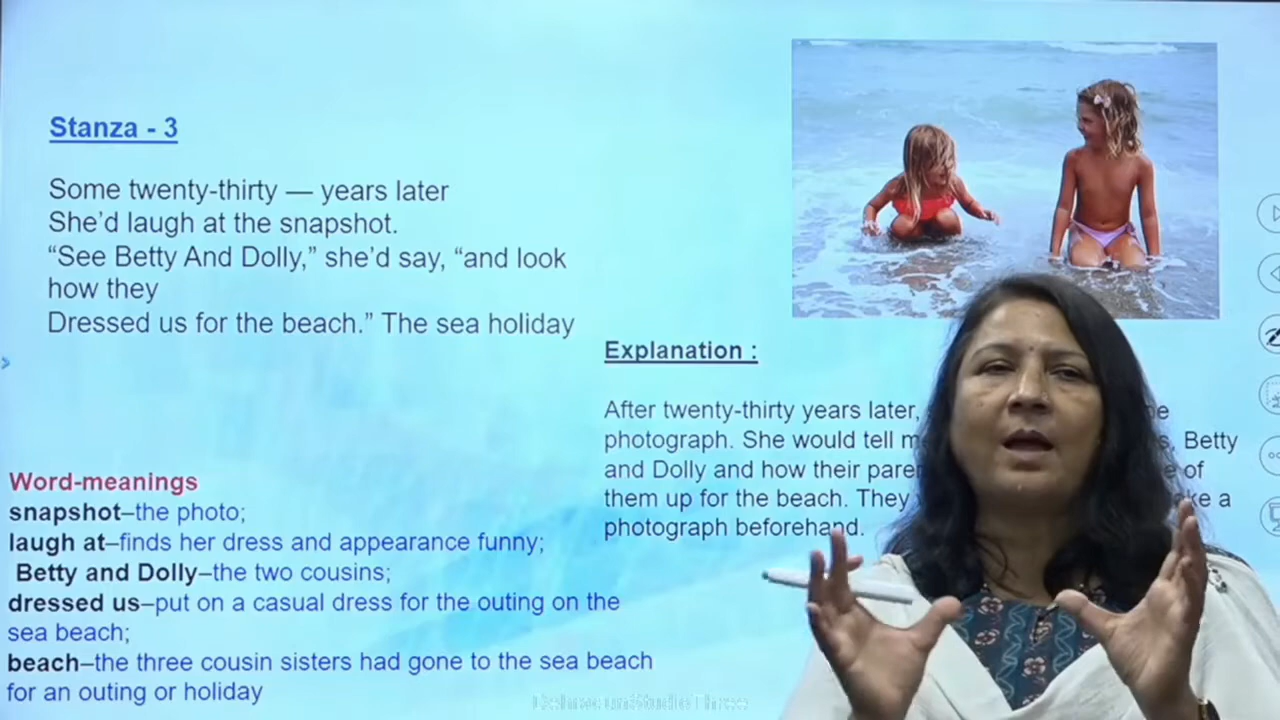 Stanza - 3
Some twenty-thirty — years later
She'd laugh at the snapshot.
“See Betty And Dolly,” she'd say, “and look
how they
Dressed us for the beach.” The sea holiday
Explanation :
After twenty-thirty years later,
photograph. She would tell Betty
and Dolly and how their of
them up for the beach. They a
photograph beforehand.
Word-meanings
snapshot–the photo;
laugh at–finds her dress and appearance funny;
Betty and Dolly–the two cousins;
dressed us–put on a casual dress for the outing on the
sea beach;
beach–the three cousin sisters had gone to the sea beach
for an outing or holiday